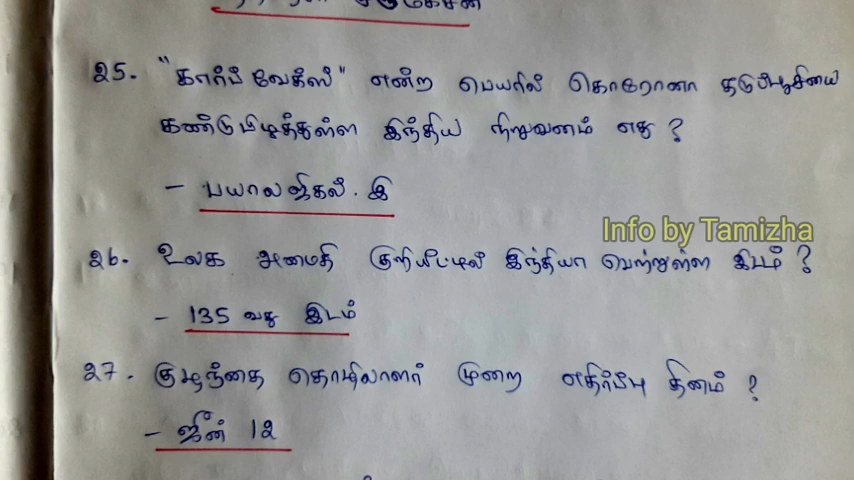 25. "கார்ப் வேக்ஸ்" என்ற பெயரில் கொரோனா தடுப்பூசியை
கண்டுபிடித்துள்ள இந்திய நிறுவனம் எது ?
- பயாலஜிகல். இ
Info by Tamizha
26. உலக அமைதி குறியீட்டில் இந்தியா பெற்றுள்ள இடம் ?
- 135 வது இடம்
27. குழந்தை தொழிலாளர் முறை எதிர்ப்பு தினம் ?
- ஜீன் 12